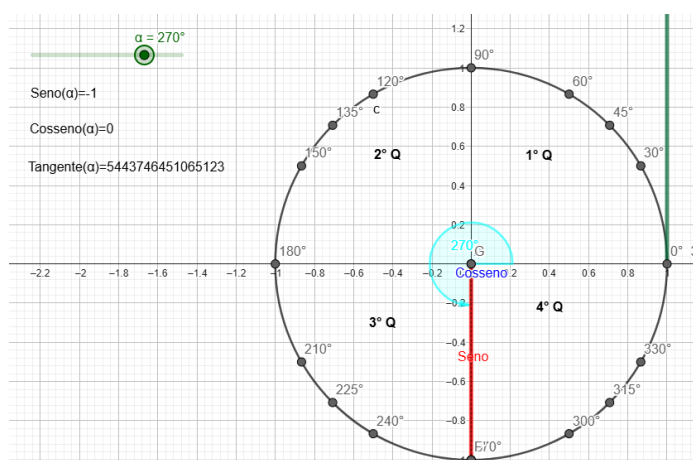 α = 270°
Seno(α)=-1
Cosseno(α)=0
Tangente(α)=5443746451065123
1.2
90°
1
120°
60°
0.8
c
135°
45°
0.6
2° Q
1° Q
150°
30°
0.4
0.2
270°
180°
G
0°
−2.2 −2 −1.8 −1.6 −1.4 −1.2 −1 −0.8 −0.6 −0.4 −0.2 0.2 0.4 0.6 0.8 1
Cosseno
−0.2
4° Q
3° Q
−0.4
210°
330°
Seno
−0.6
225°
315°
−0.8
240°
300°
270°